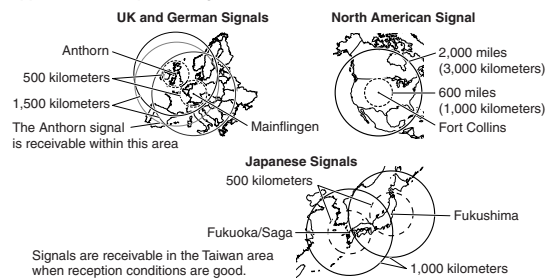 UK and German Signals
Anthorn
500 kilometers
1,500 kilometers
The Anthorn signal
is receivable within this area
Mainflingen
North American Signal
2,000 miles
(3,000 kilometers)
600 miles
(1,000 kilometers)
Fort Collins
Japanese Signals
500 kilometers
Fukuoka/Saga
Fukushima
1,000 kilometers
Signals are receivable in the Taiwan area
when reception conditions are good.